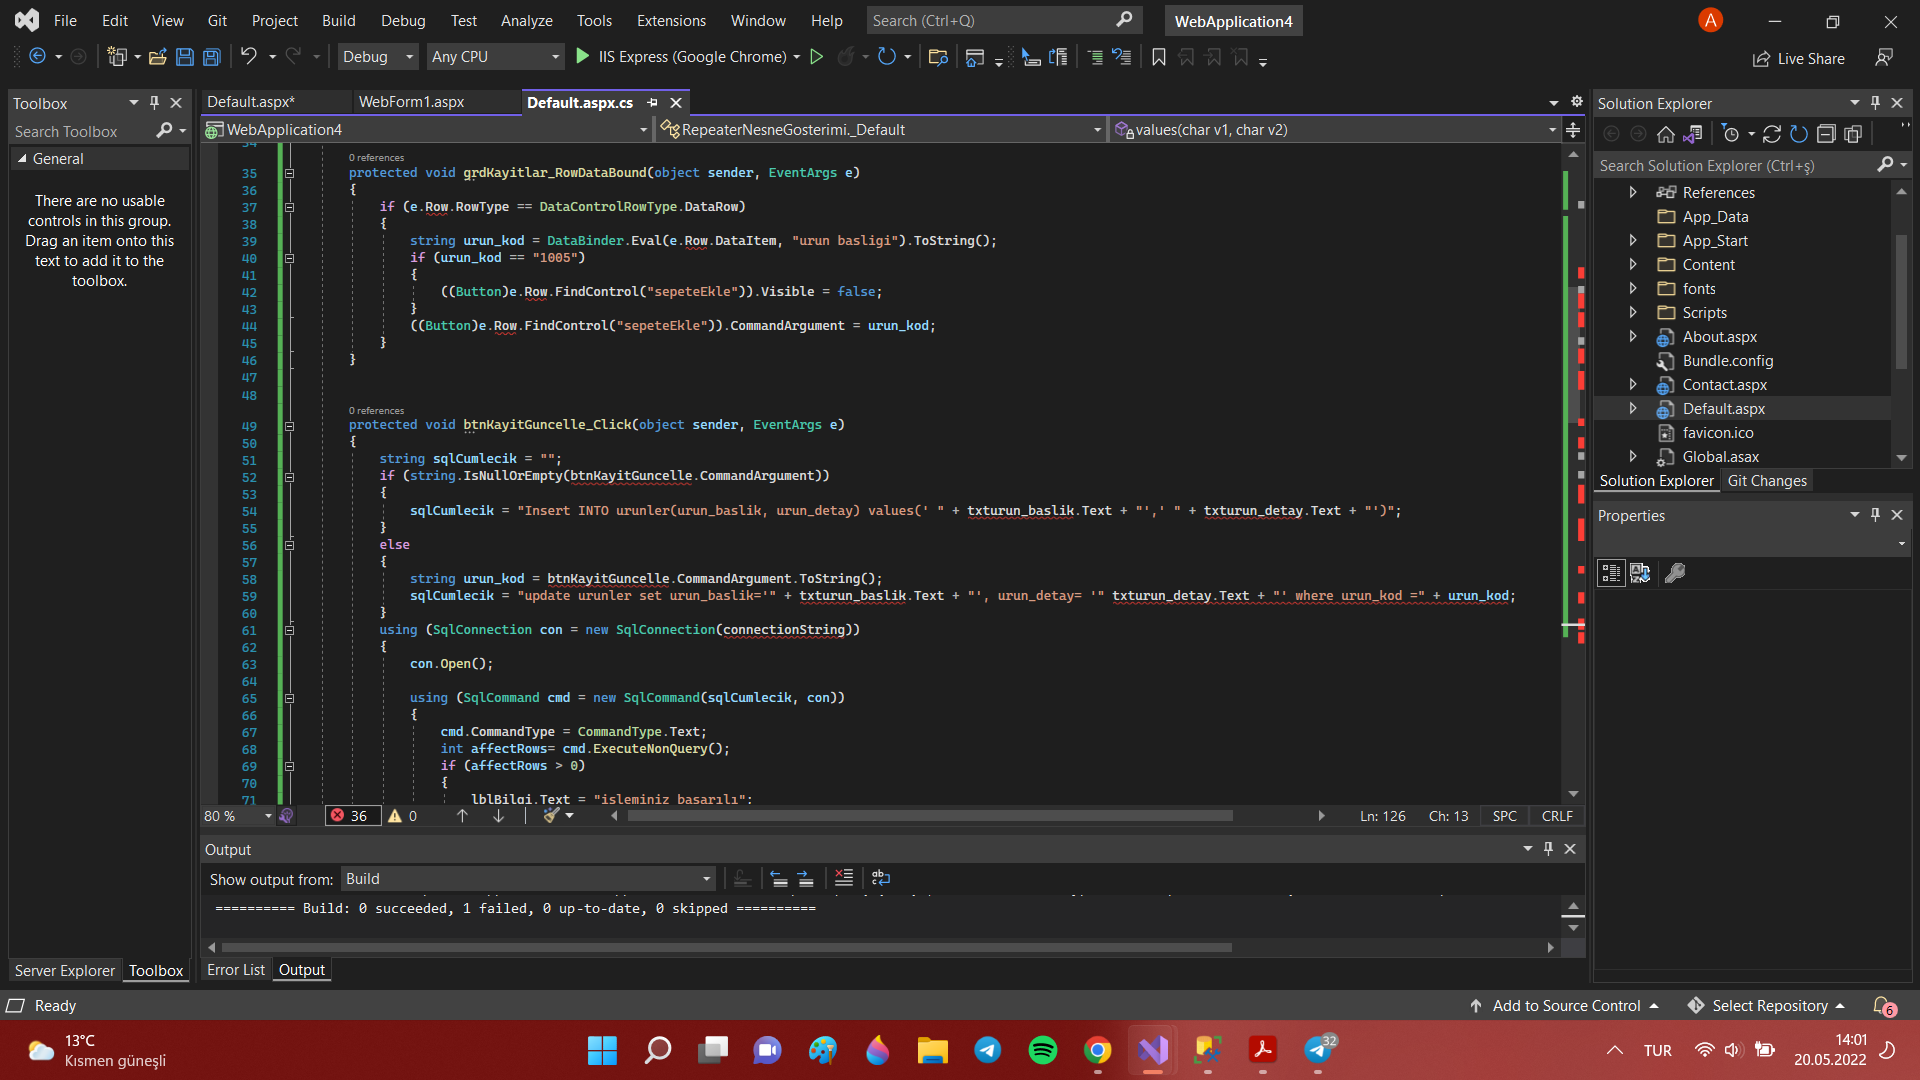 File Edit View Git Project Build Debug Test Analyze Tools Extensions Window Help Search (Ctrl+Q) WebApplication4 A
Debug Any CPU IIS Express (Google Chrome) Live Share
Toolbox
Search Toolbox
General
There are no usable
controls in this group.
Drag an item onto this
text to add it to the
toolbox.
Server Explorer Toolbox
Default.aspx* WebForm1.aspx Default.aspx.cs
WebApplication4 RepeaterNesneGosterimi._Default values(char v1, char v2)
34
0 references
35 protected void grdKayitlar_RowDataBound(object sender, EventArgs e)
36 {
37 if (e.Row.RowType == DataControlRowType.DataRow)
38 {
39 string urun_kod = DataBinder.Eval(e.Row.DataItem, "urun basligi").ToString();
40 if (urun_kod == "1005")
41 {
42 ((Button)e.Row.FindControl("sepeteEkle")).Visible = false;
43 }
44 ((Button)e.Row.FindControl("sepeteEkle")).CommandArgument = urun_kod;
45 }
46 }
47
48
0 references
49 protected void btnKayitGuncelle_Click(object sender, EventArgs e)
50 {
51 string sqlCumlecik = "";
52 if (string.IsNullOrEmpty(btnKayitGuncelle.CommandArgument))
53 {
54 sqlCumlecik = "Insert INTO urunler(urun_baslik, urun_detay) values(' " + txturun_baslik.Text + "',' " + txturun_detay.Text + "')";
55 }
56 else
57 {
58 string urun_kod = btnKayitGuncelle.CommandArgument.ToString();
59 sqlCumlecik = "update urunler set urun_baslik='" + txturun_baslik.Text + "', urun_detay= '" txturun_detay.Text + "' where urun_kod =" + urun_kod;
60 }
61 using (SqlConnection con = new SqlConnection(connectionString))
62 {
63 con.Open();
64
65 using (SqlCommand cmd = new SqlCommand(sqlCumlecik, con))
66 {
67 cmd.CommandType = CommandType.Text;
68 int affectRows= cmd.ExecuteNonQuery();
69 if (affectRows > 0)
70 {
71 lblBilgi.Text = "işleminiz başarılı";
80 % 36 0 Ln: 126 Ch: 13 SPC CRLF
Output
Show output from: Build
========== Build: 0 succeeded, 1 failed, 0 up-to-date, 0 skipped ==========
Error List Output
Solution Explorer
Search Solution Explorer (Ctrl+ş)
References
App_Data
App_Start
Content
fonts
Scripts
About.aspx
Bundle.config
Contact.aspx
Default.aspx
favicon.ico
Global.asax
Solution Explorer Git Changes
Properties
Ready Add to Source Control Select Repository 6
13°C
Kısmen güneşli
32
TUR
14:01
20.05.2022